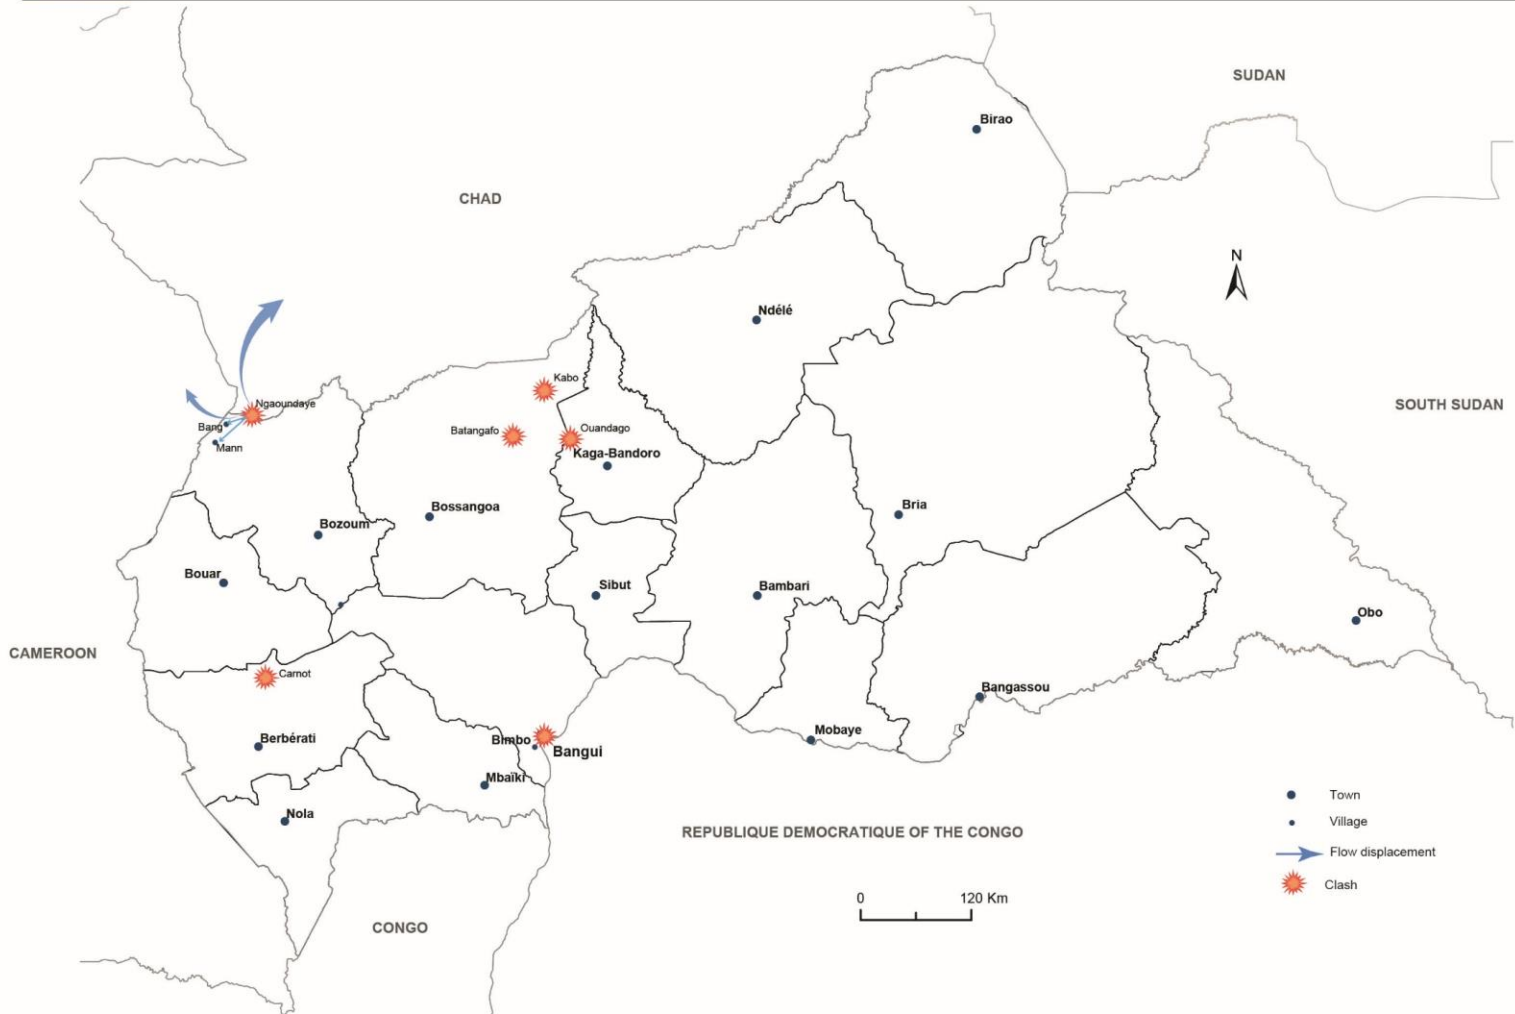 SUDAN
Birao
CHAD
N
Ndélé
Kabo
Ngaoundaye
SOUTH SUDAN
Bang
Batangafo
Ouandago
Mann
Kaga-Bandoro
Bria
Bossangoa
Bozoum
Bouar
Sibut
Bambari
Obo
CAMEROON
Carnot
Bangassou
Berbérati
Mobaye
Bimbo
Bangui
Mbaïki
Town
Nola
Village
REPUBLIQUE DEMOCRATIQUE OF THE CONGO
Flow displacement
Clash
0 120 Km
CONGO